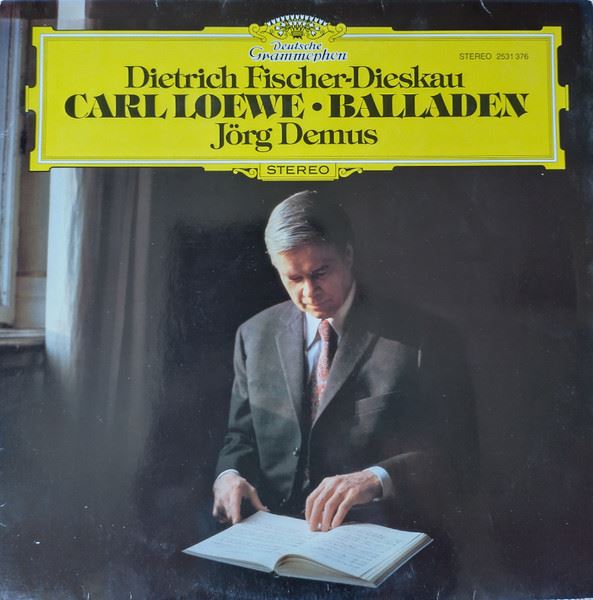 Deutsche
Grammophon
STEREO 2531 376
Dietrich Fischer-Dieskau
CARL LOEWE • BALLADEN
Jörg Demus
STEREO